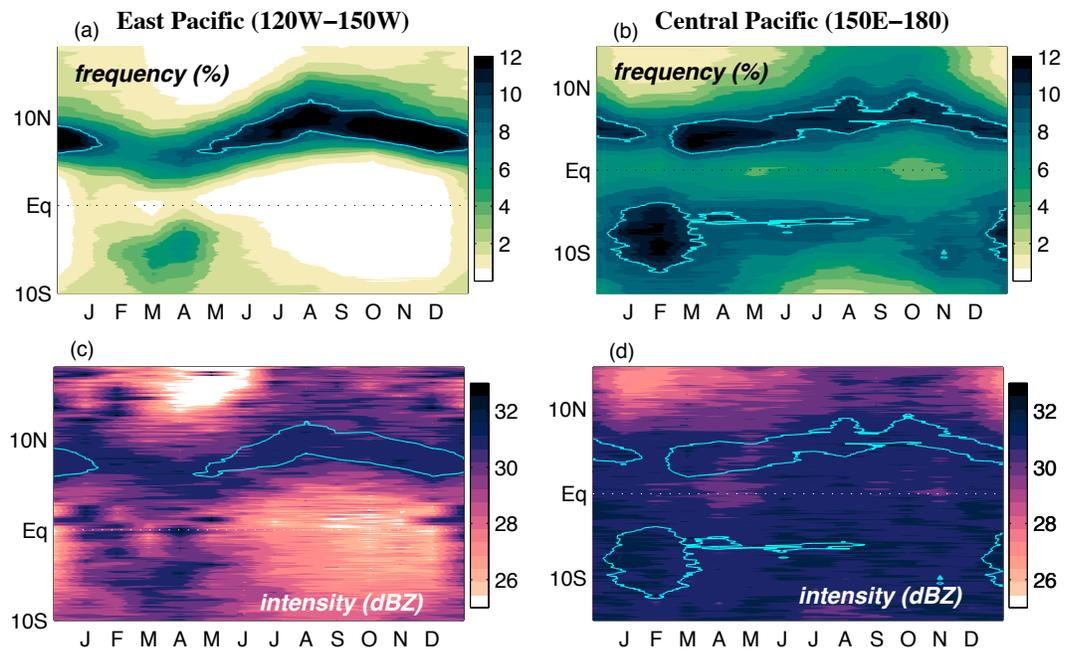 East Pacific (120W−150W)
Central Pacific (150E−180)
(a)
(b)
frequency (%)
frequency (%)
10N
Eq
10S
12
10
8
6
4
2
10N
Eq
10S
12
10
8
6
4
2
J F M A M J J A S O N D
J F M A M J J A S O N D
(c)
(d)
10N
Eq
10S
32
30
28
26
10N
Eq
10S
32
30
28
26
intensity (dBZ)
intensity (dBZ)
J F M A M J J A S O N D
J F M A M J J A S O N D